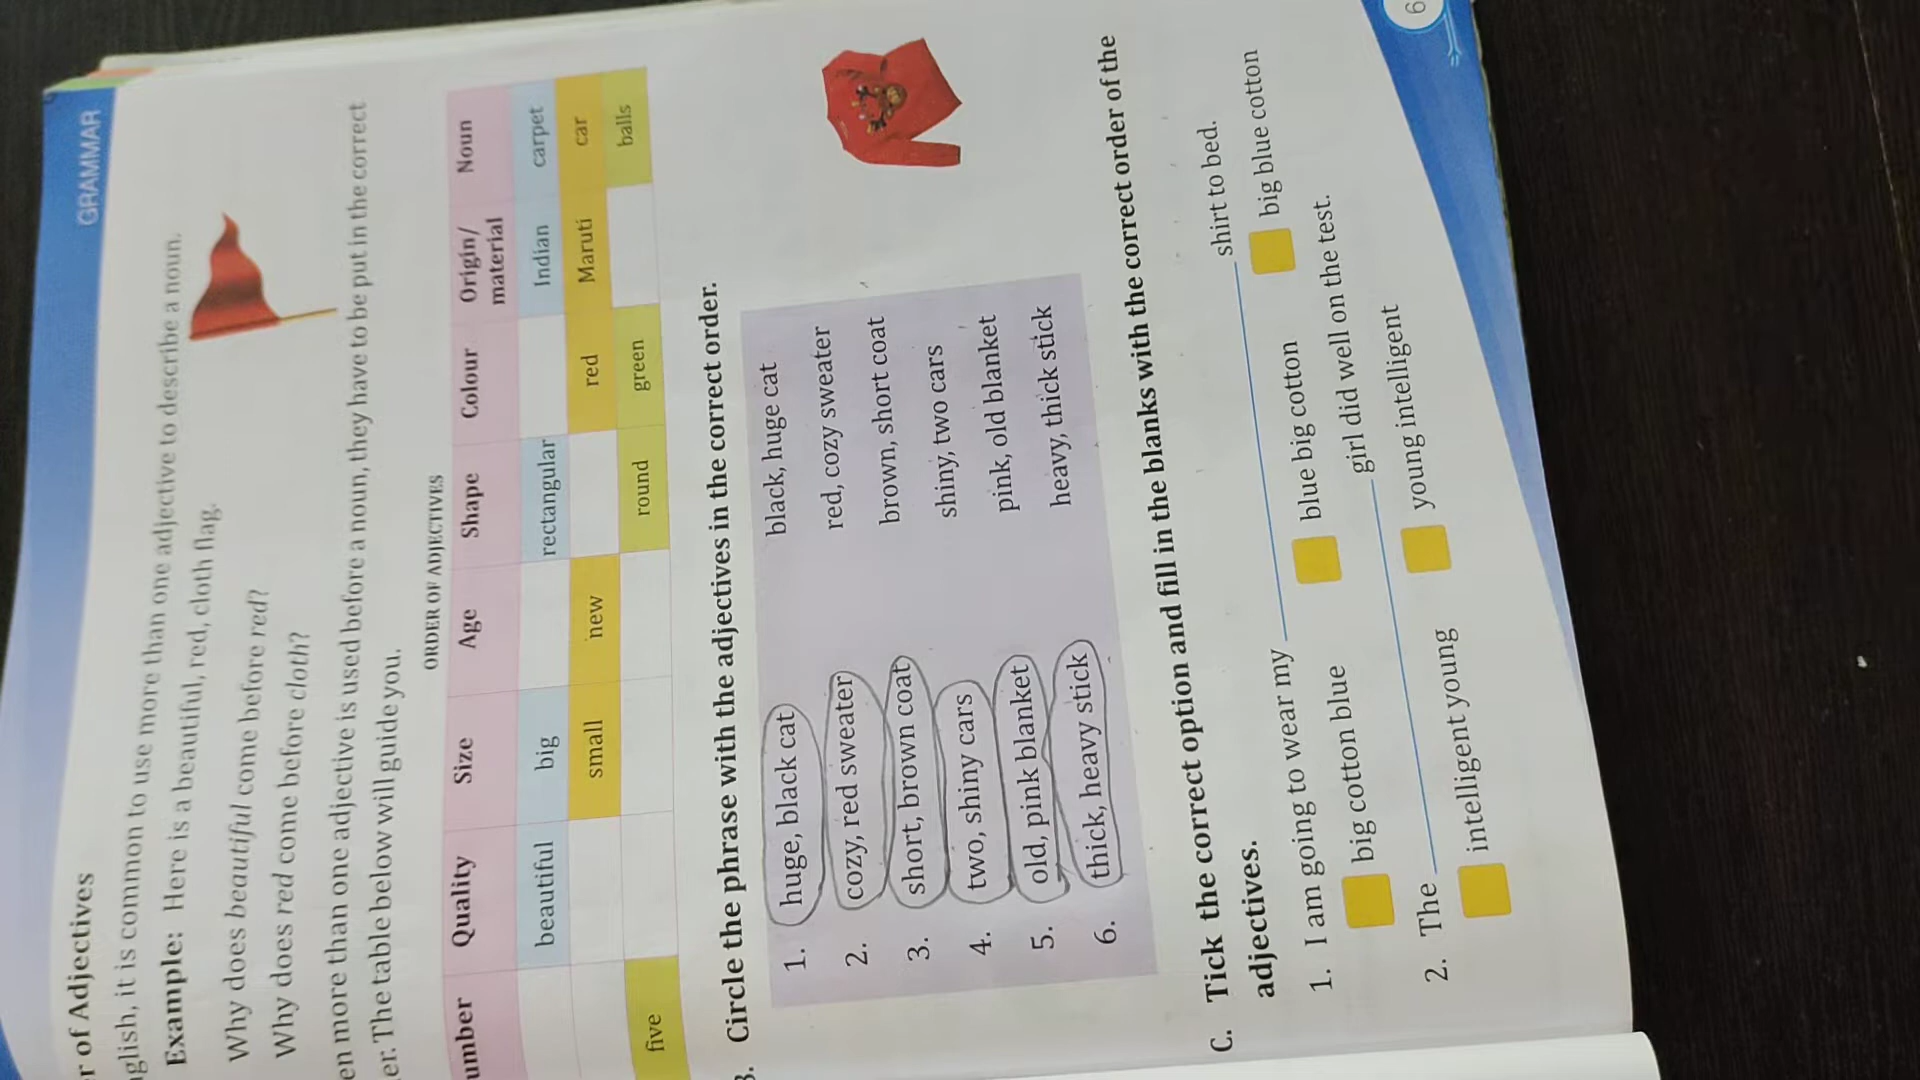 GRAMMAR
r of Adjectives
glish, it is common to use more than one adjective to describe a noun.
Example: Here is a beautiful, red, cloth flag.
Why does beautiful come before red?
Why does red come before cloth?
en more than one adjective is used before a noun, they have to be put in the correct
er. The table below will guide you.
ORDER OF ADJECTIVES
umber Quality Size Age Shape Colour Origin/ material Noun
beautiful big rectangular Indian carpet
small new red Maruti car
five round green balls
B. Circle the phrase with the adjectives in the correct order.
1. huge, black cat black, huge cat
2. cozy, red sweater red, cozy sweater
3. short, brown coat brown, short coat
4. two, shiny cars shiny, two cars
5. old, pink blanket pink, old blanket
6. thick, heavy stick heavy, thick stick
C. Tick the correct option and fill in the blanks with the correct order of the
adjectives.
1. I am going to wear my shirt to bed.
big cotton blue blue big cotton big blue cotton
2. The girl did well on the test.
intelligent young young intelligent
6